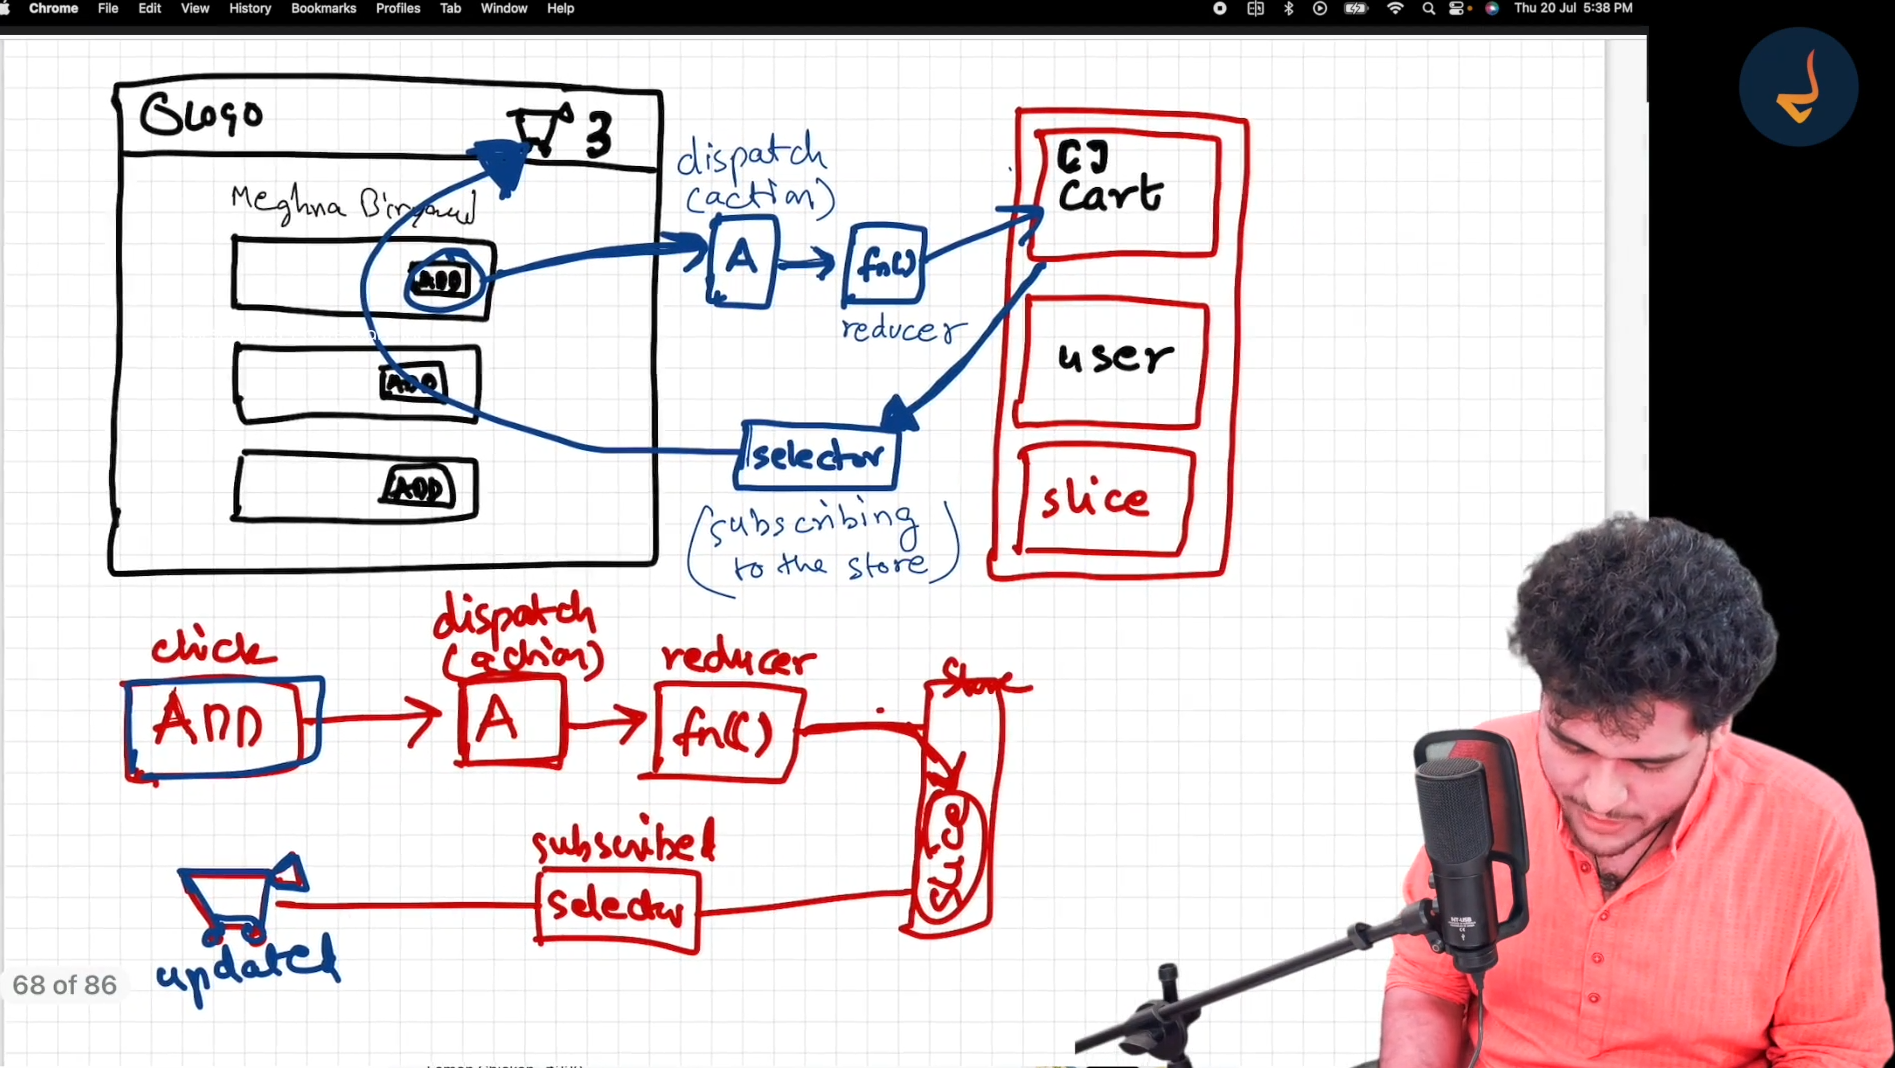 Chrome File Edit View History Bookmarks Profiles Tab Window Help
Thu 20 Jul 5:38 PM
LOGO
3
Meghna
ADD
ADD
ADD
dispatch
(action)
A
fn()
reducer
selector
(subscribing
to the store)
[]
Cart
user
slice
click
ADD
dispatch
(action)
A
reducer
fn()
store
slice
subscribed
selector
updated
68 of 86